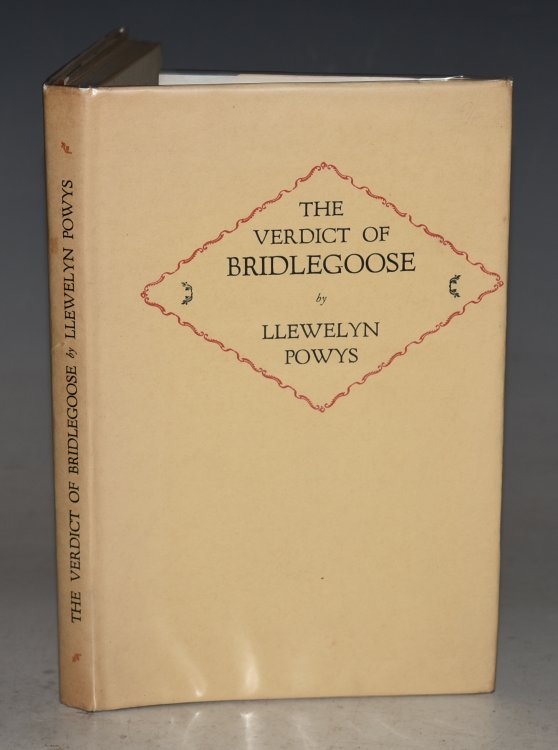 THE
VERDICT OF
BRIDLEGOOSE
by
LLEWELYN
POWYS
THE VERDICT OF BRIDLEGOOSE by LLEWELYN POWYS